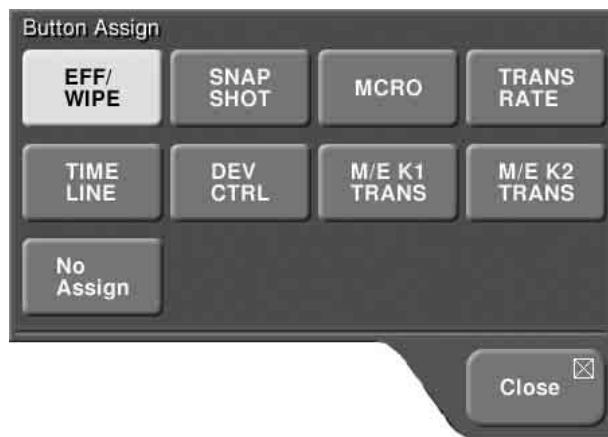 Button Assign
EFF/
WIPE
SNAP
SHOT
MCRO
TRANS
RATE
TIME
LINE
DEV
CTRL
M/E K1
TRANS
M/E K2
TRANS
No
Assign
Close